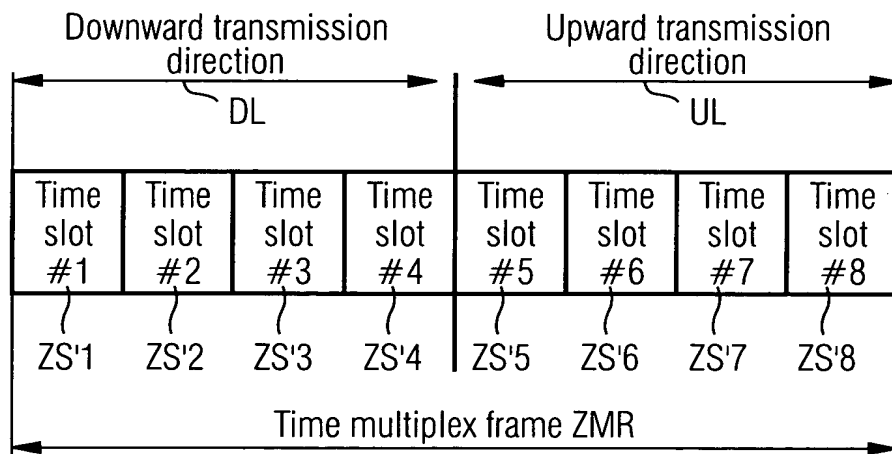 Downward transmission direction
Upward transmission direction
DL
UL
Time slot #1
Time slot #2
Time slot #3
Time slot #4
Time slot #5
Time slot #6
Time slot #7
Time slot #8
ZS'1
ZS'2
ZS'3
ZS'4
ZS'5
ZS'6
ZS'7
ZS'8
Time multiplex frame ZMR